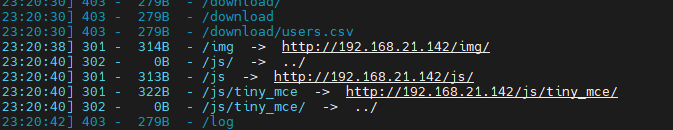 23:20:30] 403 -  279B  - /download/
23:20:30] 403 -  279B  - /download
23:20:30] 403 -  279B  - /download/users.csv
23:20:38] 301 -  314B  - /img  ->  http://192.168.21.142/img/
23:20:40] 302 -    0B  - /js/  ->  ../
23:20:40] 301 -  313B  - /js  ->  http://192.168.21.142/js/
23:20:40] 301 -  322B  - /js/tiny_mce  ->  http://192.168.21.142/js/tiny_mce/
23:20:40] 302 -    0B  - /js/tiny_mce/  ->  ../
23:20:42] 403 -  279B  - /log